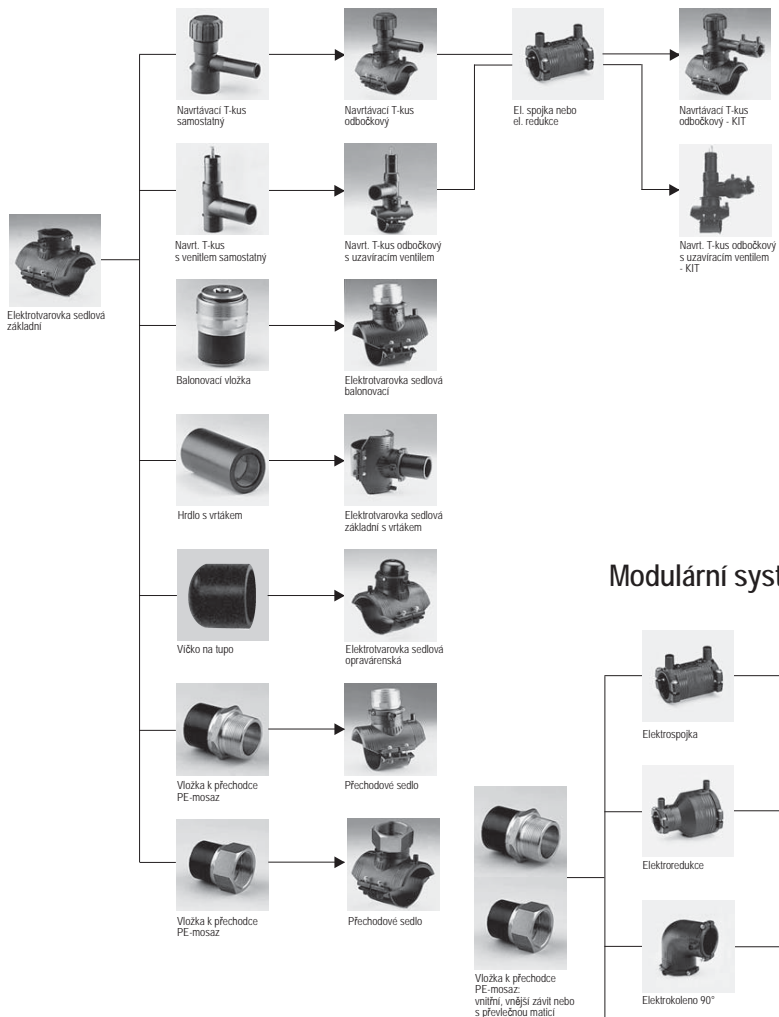 Navrtávací T-kus
samostatný
Navrtávací T-kus
odbočkový
El. spojka nebo
el. redukce
Navrtávací T-kus
odbočkový - KIT
Navrt. T-kus
s venitlem samostatný
Navrt. T-kus odbočkový
s uzavíracím ventilem
Navrt. T-kus odbočkový
s uzavíracím ventilem
- KIT
Elektrotvarovka sedlová
základní
Balonovací vložka
Elektrotvarovka sedlová
balonovací
Hrdlo s vrtákem
Elektrotvarovka sedlová
základní s vrtákem
Víčko na tupo
Elektrotvarovka sedlová
opravárenská
Modulární syst
Elektrospojka
Vložka k přechodce
PE-mosaz
Přechodové sedlo
Elektroredukce
Vložka k přechodce
PE-mosaz
Přechodové sedlo
Vložka k přechodce
PE-mosaz:
vnitřní, vnější závit nebo
s převlečnou maticí
Elektrokoleno 90°